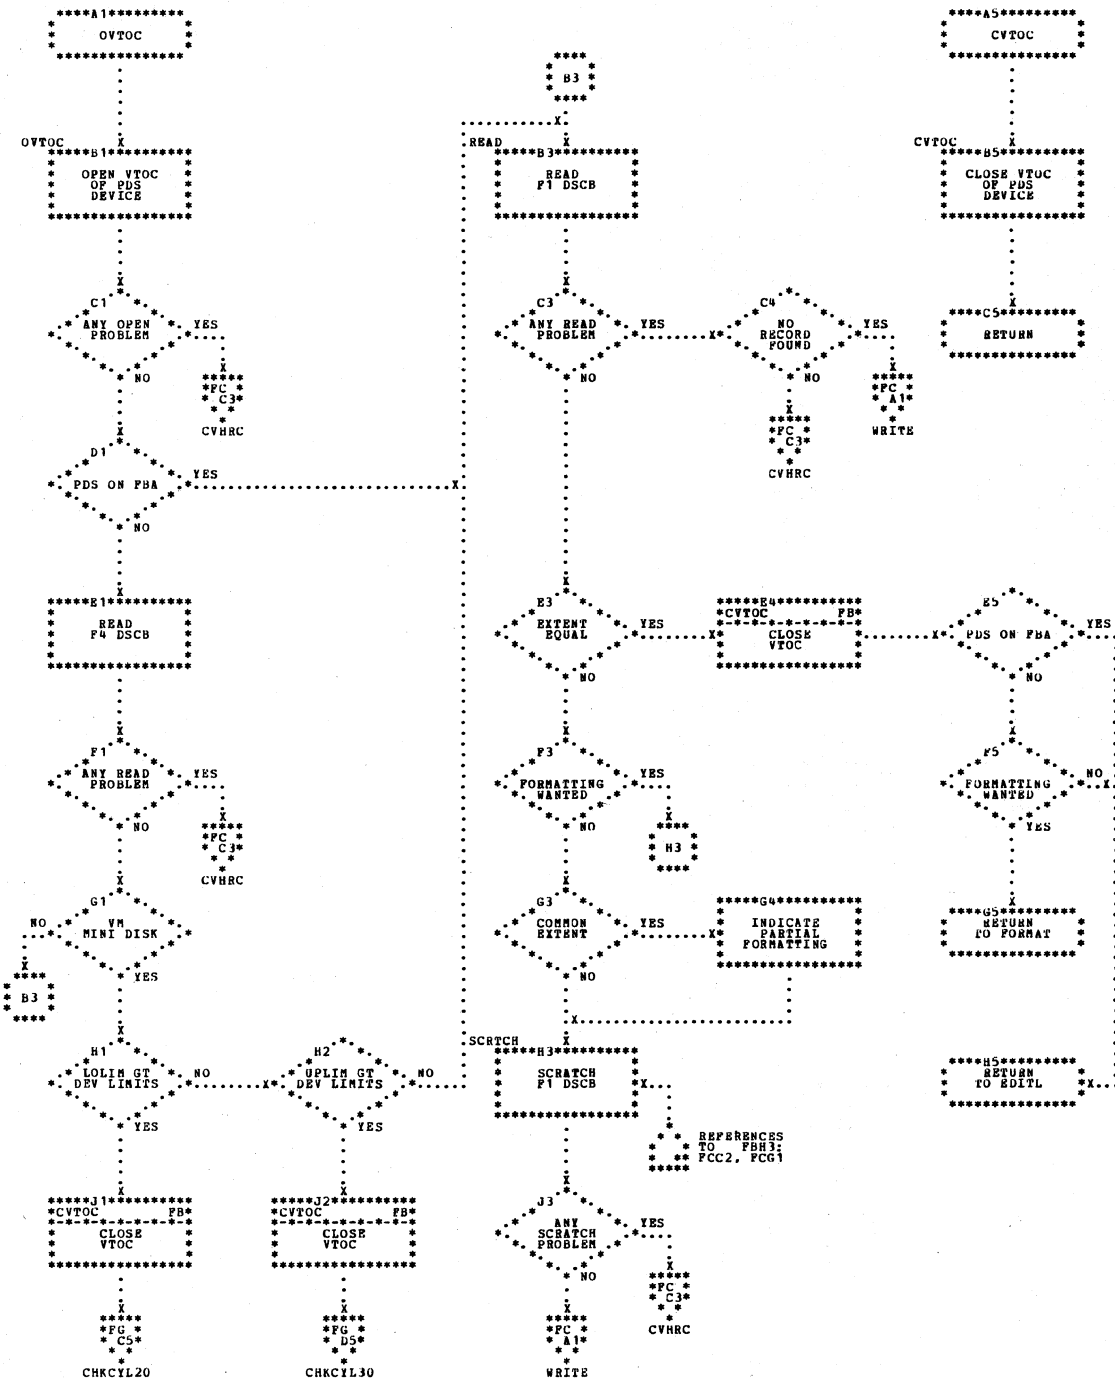 A1
OVTOC
OVTOC
B1
OPEN VTOC
OF PDS
DEVICE
C1
ANY OPEN
PROBLEM
YES
NO
FC
C3
CVHRC
D1
PDS ON FBA
YES
NO
E1
READ
F4 DSCB
F1
ANY READ
PROBLEM
YES
NO
FC
C3
CVHRC
G1
VM
MINI DISK
NO
YES
B3
H1
LOLIM GT
DEV LIMITS
NO
YES
J1
CVTOC FB
CLOSE
VTOC
FG
C5
CHKCYL20
H2
UPLIM GT
DEV LIMITS
NO
YES
J2
CVTOC FB
CLOSE
VTOC
FG
D5
CHKCYL30
B3
READ
B3
READ
F1 DSCB
C3
ANY READ
PROBLEM
YES
NO
C4
NO
RECORD
FOUND
YES
NO
FC
A1
WRITE
FC
C3
CVHRC
E3
EXTENT
EQUAL
YES
NO
E4
CVTOC FB
CLOSE
VTOC
F3
FORMATTING
WANTED
YES
NO
H3
G3
COMMON
EXTENT
YES
NO
G4
INDICATE
PARTIAL
FORMATTING
SCRTCH
H3
SCRATCH
F1 DSCB
REFERENCES
TO FBH3:
FCC2, FCG1
J3
ANY
SCRATCH
PROBLEM
YES
NO
FC
C3
CVHRC
FC
A1
WRITE
A5
CVTOC
CVTOC
B5
CLOSE VTOC
OF PDS
DEVICE
C5
RETURN
E5
PDS ON FBA
YES
NO
F5
FORMATTING
WANTED
NO
YES
G5
RETURN
TO FORMAT
H5
RETURN
TO EDITL